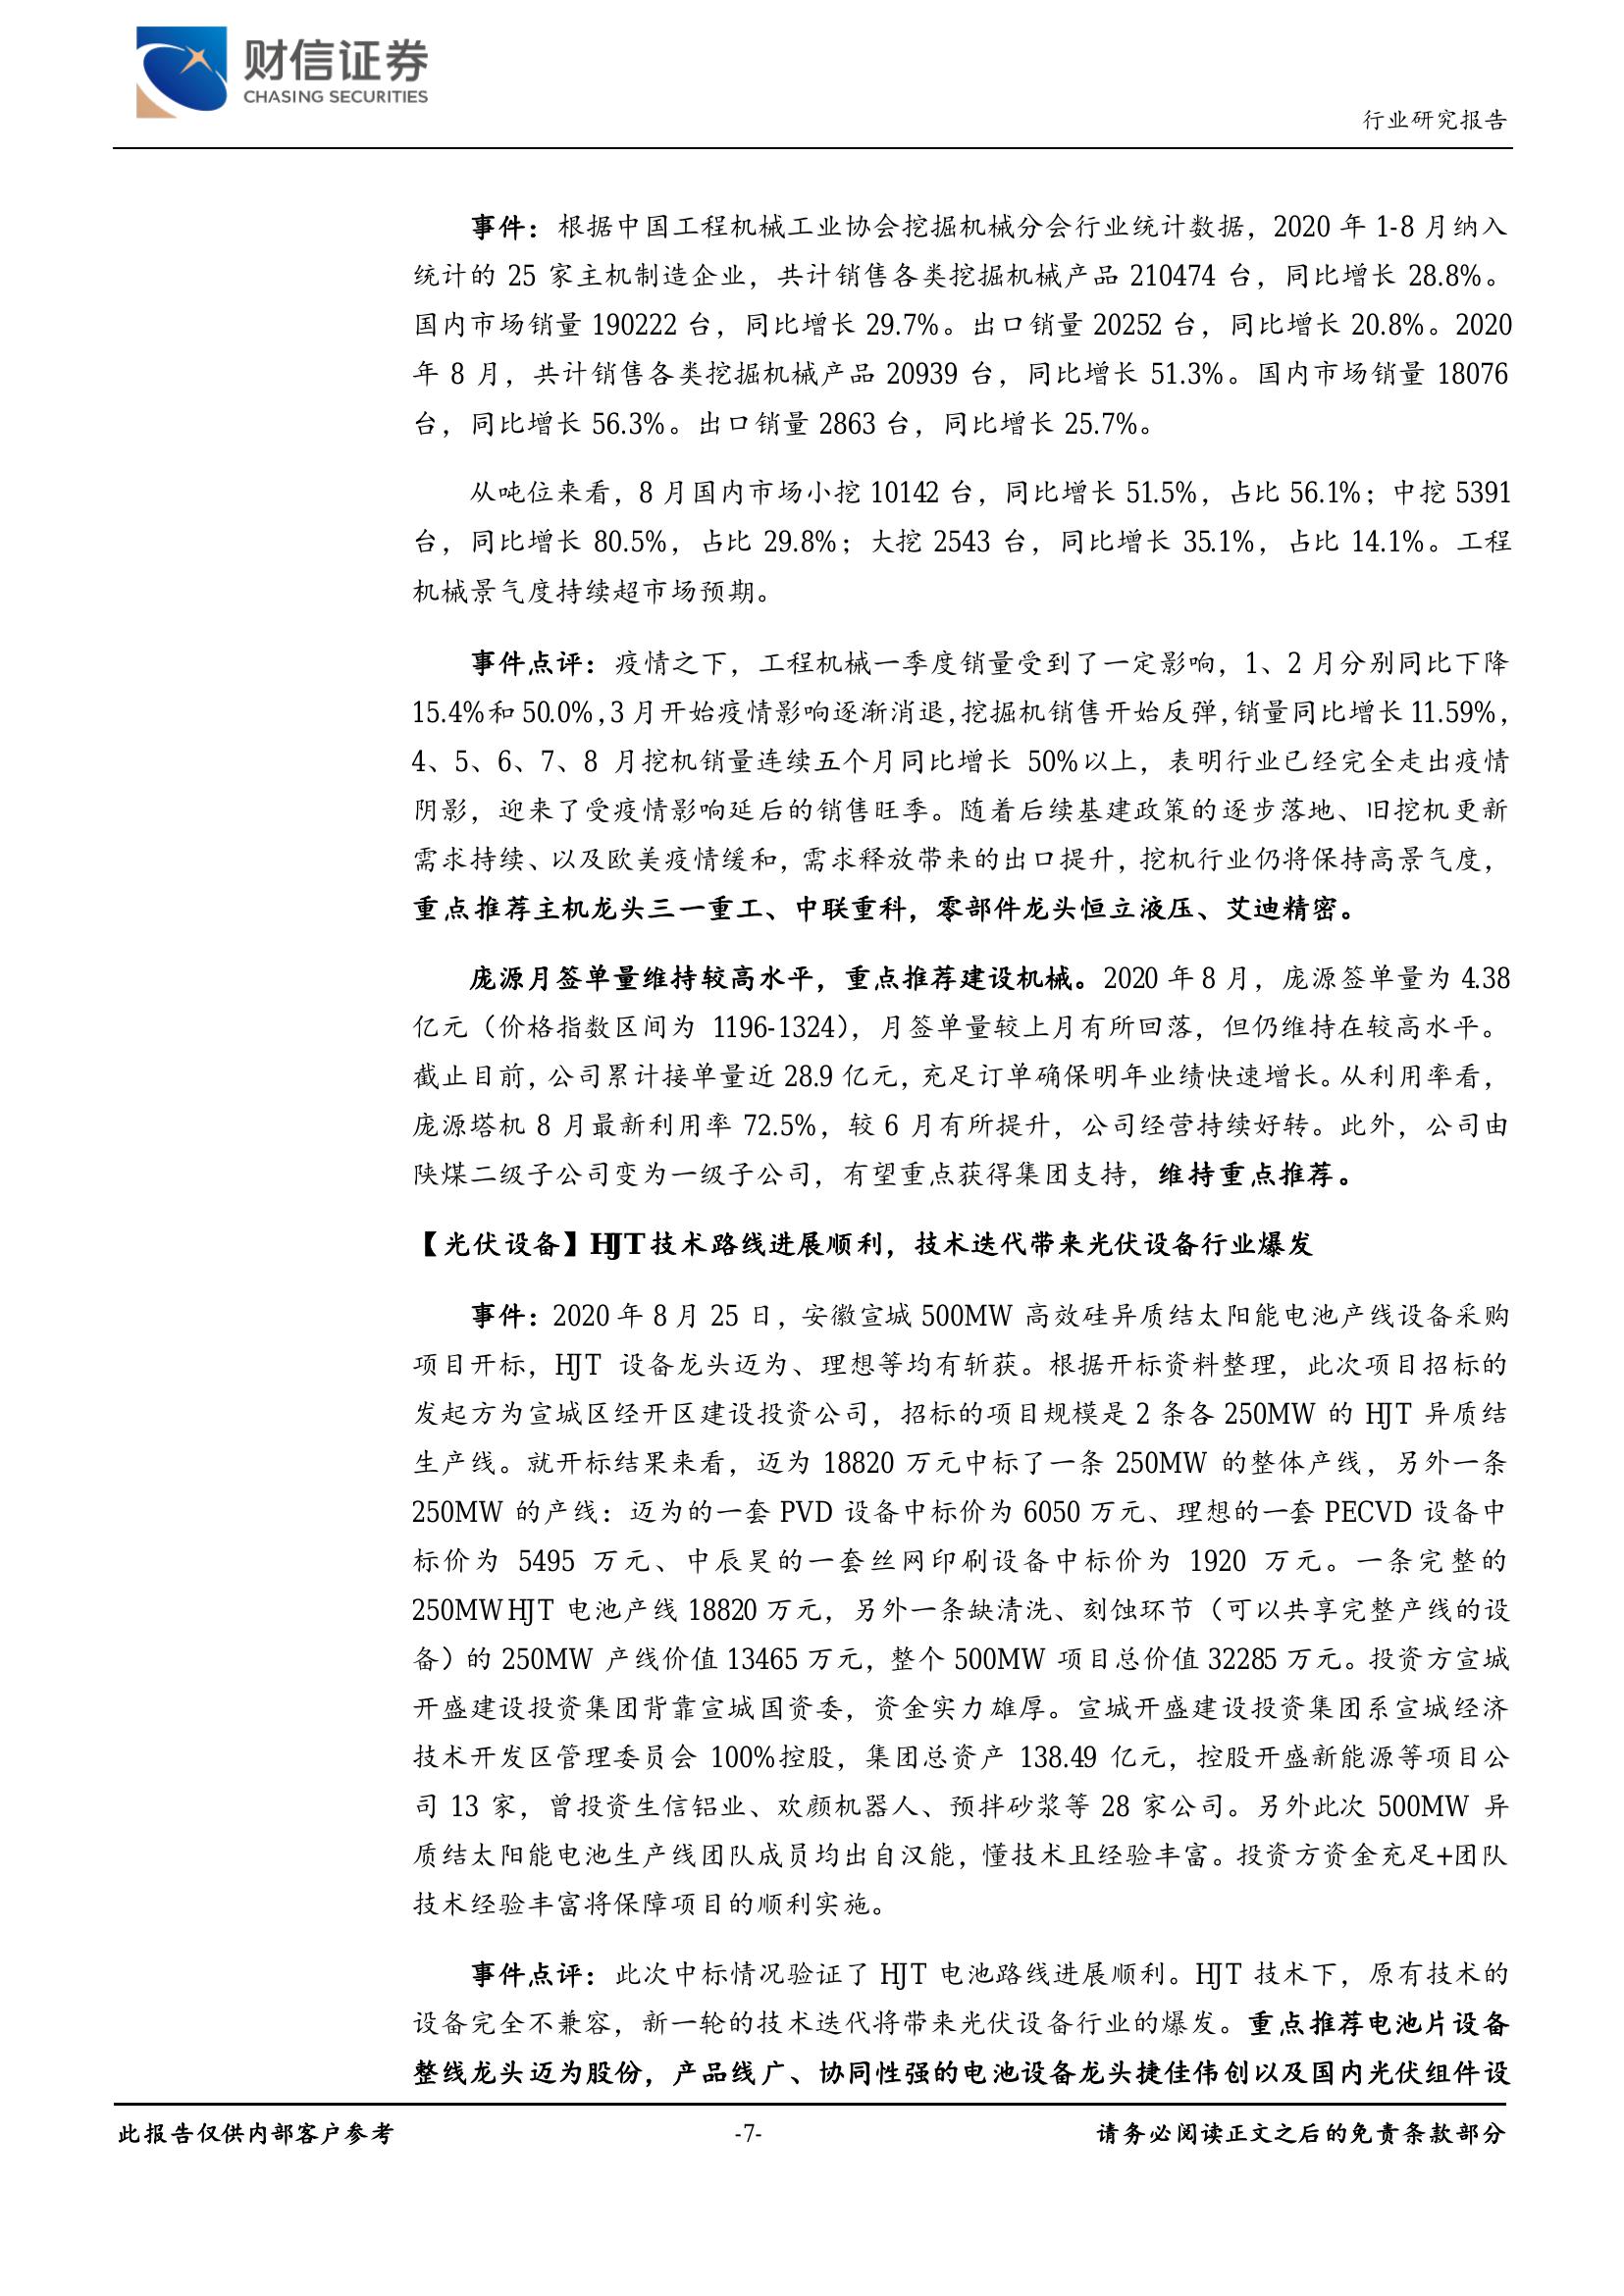 财信证券
CHASING SECURITIES
行业研究报告
事件：根据中国工程机械工业协会挖掘机械分会行业统计数据，2020 年 1-8 月纳入
统计的 25 家主机制造企业，共计销售各类挖掘机械产品 210474 台，同比增长 28.8%。
国内市场销量 190222 台，同比增长 29.7%。出口销量 20252 台，同比增长 20.8%。2020
年 8 月，共计销售各类挖掘机械产品 20939 台，同比增长 51.3%。国内市场销量 18076
台，同比增长 56.3%。出口销量 2863 台，同比增长 25.7%。
从吨位来看，8 月国内市场小挖 10142 台，同比增长 51.5%，占比 56.1%；中挖 5391
台，同比增长 80.5%，占比 29.8%；大挖 2543 台，同比增长 35.1%，占比 14.1%。工程
机械景气度持续超市场预期。
事件点评：疫情之下，工程机械一季度销量受到了一定影响，1、2 月分别同比下降
15.4%和 50.0%，3 月开始疫情影响逐渐消退，挖掘机销售开始反弹，销量同比增长 11.59%，
4、5、6、7、8 月挖机销量连续五个月同比增长 50%以上，表明行业已经完全走出疫情
阴影，迎来了受疫情影响延后的销售旺季。随着后续基建政策的逐步落地、旧挖机更新
需求持续、以及欧美疫情缓和，需求释放带来的出口提升，挖机行业仍将保持高景气度，
重点推荐主机龙头三一重工、中联重科，零部件龙头恒立液压、艾迪精密。
庞源月签单量维持较高水平，重点推荐建设机械。2020 年 8 月，庞源签单量为 4.38
亿元（价格指数区间为 1196-1324），月签单量较上月有所回落，但仍维持在较高水平。
截止目前，公司累计接单量近 28.9 亿元，充足订单确保明年业绩快速增长。从利用率看，
庞源塔机 8 月最新利用率 72.5%，较 6 月有所提升，公司经营持续好转。此外，公司由
陕煤二级子公司变为一级子公司，有望重点获得集团支持，维持重点推荐。
【光伏设备】HJT 技术路线进展顺利，技术迭代带来光伏设备行业爆发
事件：2020 年 8 月 25 日，安徽宣城 500MW 高效硅异质结太阳能电池产线设备采购
项目开标，HJT 设备龙头迈为、理想等均有斩获。根据开标资料整理，此次项目招标的
发起方为宣城区经开区建设投资公司，招标的项目规模是 2 条各 250MW 的 HJT 异质结
生产线。就开标结果来看，迈为 18820 万元中标了一条 250MW 的整体产线，另外一条
250MW 的产线：迈为的一套 PVD 设备中标价为 6050 万元、理想的一套 PECVD 设备中
标价为 5495 万元、中辰昊的一套丝网印刷设备中标价为 1920 万元。一条完整的
250MW HJT 电池产线 18820 万元，另外一条缺清洗、刻蚀环节（可以共享完整产线的设
备）的 250MW 产线价值 13465 万元，整个 500MW 项目总价值 32285 万元。投资方宣城
开盛建设投资集团背靠宣城国资委，资金实力雄厚。宣城开盛建设投资集团系宣城经济
技术开发区管理委员会 100%控股，集团总资产 138.49 亿元，控股开盛新能源等项目公
司 13 家，曾投资生信铝业、欢颜机器人、预拌砂浆等 28 家公司。另外此次 500MW 异
质结太阳能电池生产线团队成员均出自汉能，懂技术且经验丰富。投资方资金充足+团队
技术经验丰富将保障项目的顺利实施。
事件点评：此次中标情况验证了 HJT 电池路线进展顺利。HJT 技术下，原有技术的
设备完全不兼容，新一轮的技术迭代将带来光伏设备行业的爆发。重点推荐电池片设备
整线龙头迈为股份，产品线广、协同性强的电池设备龙头捷佳伟创以及国内光伏组件设
此报告仅供内部客户参考
-7-
请务必阅读正文之后的免责条款部分